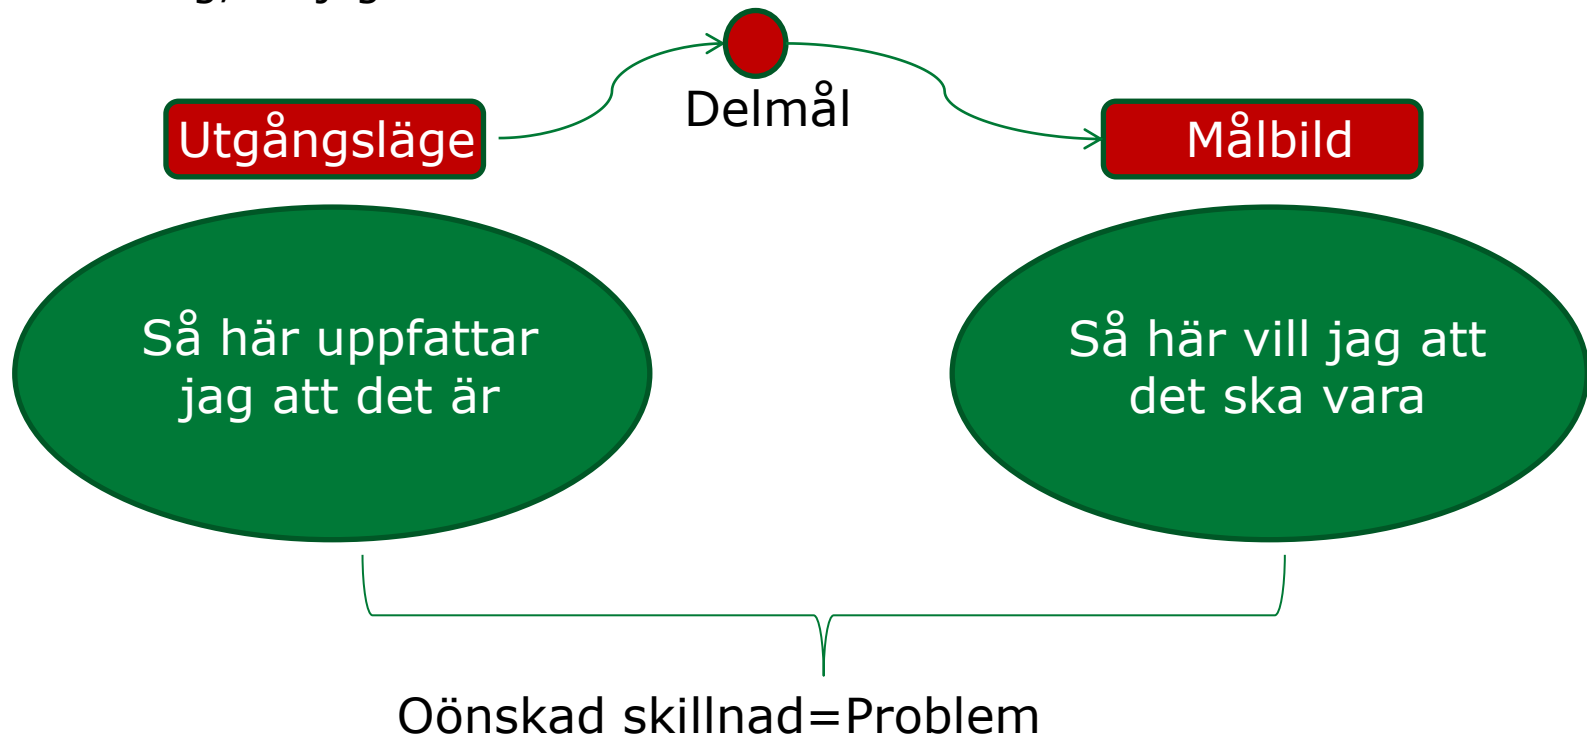 Delmål
Utgångsläge
Målbild
Så här uppfattar
jag att det är
Så här vill jag att
det ska vara
Oönskad skillnad=Problem